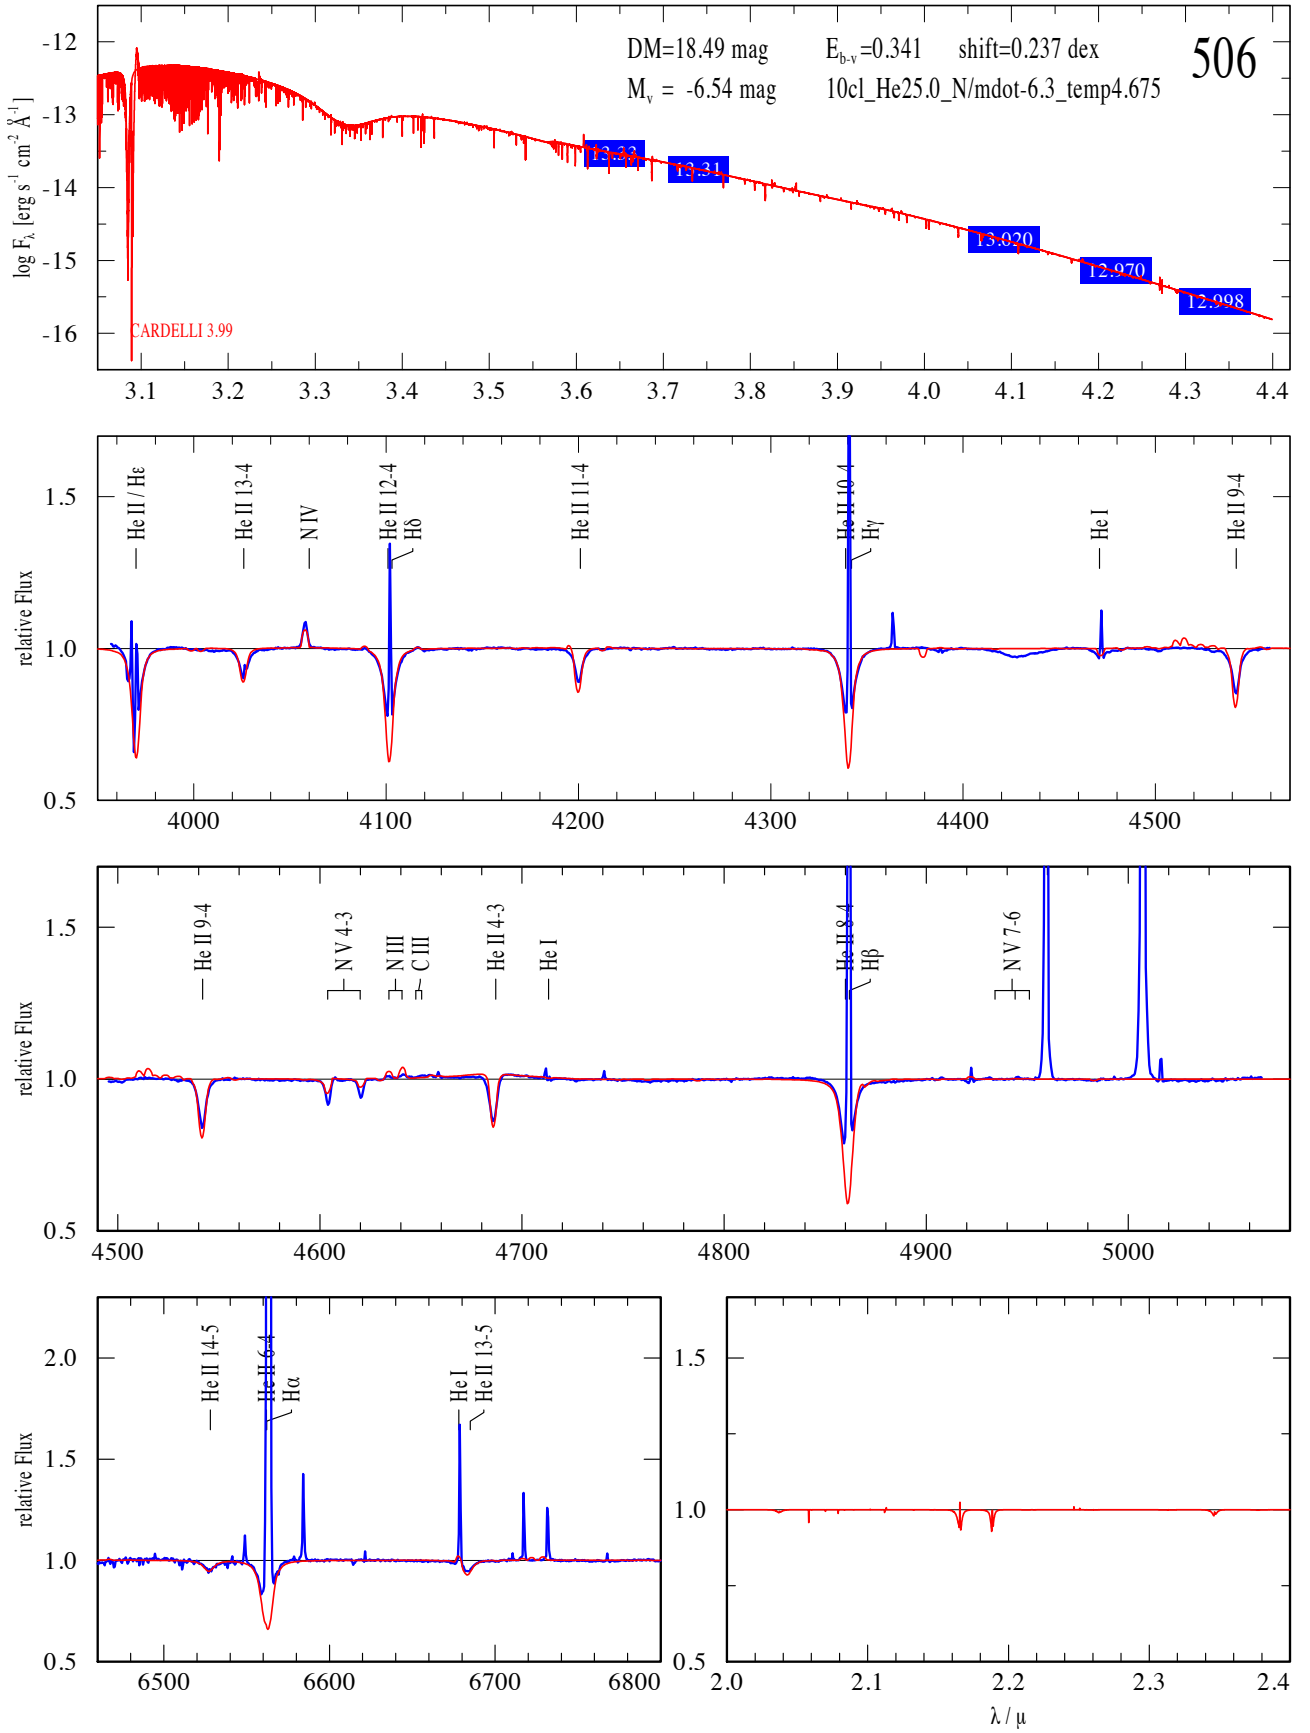 DM=18.49 mag E_b-v=0.341 shift=0.237 dex 506
M_v = -6.54 mag 10cl_He25.0_N/mdot-6.3_temp4.675
log F_λ [erg s⁻¹ cm⁻² Å⁻¹]
-12
-13
-14
-15
-16
13.33
13.31
13.020
12.970
12.998
CARDELLI 3.99
3.1 3.2 3.3 3.4 3.5 3.6 3.7 3.8 3.9 4.0 4.1 4.2 4.3 4.4
relative Flux
1.5
1.0
0.5
He II / Hε
He II 13-4
N IV
He II 12-4
Hδ
He II 11-4
He II 10-4
Hγ
He I
He II 9-4
4000 4100 4200 4300 4400 4500
relative Flux
1.5
1.0
0.5
He II 9-4
N V 4-3
N III
C III
He II 4-3
He I
He II 8-4
Hβ
N V 7-6
4500 4600 4700 4800 4900 5000
relative Flux
2.0
1.5
1.0
0.5
He II 14-5
He II 6-4
Hα
He I
He II 13-5
6500 6600 6700 6800
1.5
1.0
0.5
2.0 2.1 2.2 2.3 2.4
λ / μ